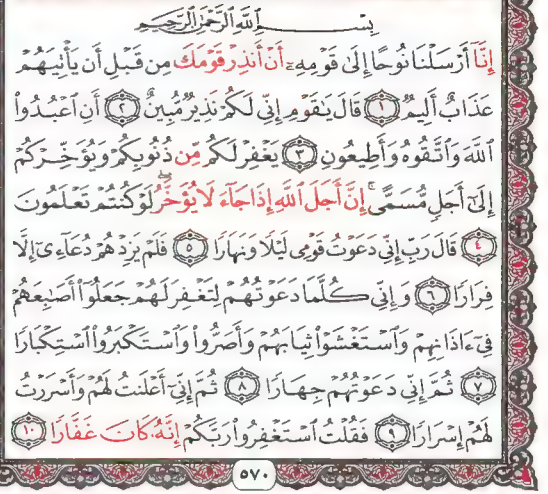 بِسْمِ ٱللَّهِ ٱلرَّحْمَٰنِ ٱلرَّحِيمِ
إِنَّآ أَرْسَلْنَا نُوحًا إِلَىٰ قَوْمِهِۦٓ أَنْ أَنذِرْ قَوْمَكَ مِن قَبْلِ أَن يَأْتِيَهُمْ
عَذَابٌ أَلِيمٌ ١ قَالَ يَٰقَوْمِ إِنِّى لَكُمْ نَذِيرٌ مُّبِينٌ ٢ أَنِ ٱعْبُدُوا۟
ٱللَّهَ وَٱتَّقُوهُ وَأَطِيعُونِ ٣ يَغْفِرْ لَكُم مِّن ذُنُوبِكُمْ وَيُؤَخِّرْكُمْ
إِلَىٰٓ أَجَلٍ مُّسَمًّى ۚ إِنَّ أَجَلَ ٱللَّهِ إِذَا جَآءَ لَا يُؤَخَّرُ ۖ لَوْ كُنتُمْ تَعْلَمُونَ
٤ قَالَ رَبِّ إِنِّى دَعَوْتُ قَوْمِى لَيْلًا وَنَهَارًا ٥ فَلَمْ يَزِدْهُمْ دُعَآءِىٓ إِلَّا
فِرَارًا ٦ وَإِنِّى كُلَّمَا دَعَوْتُهُمْ لِتَغْفِرَ لَهُمْ جَعَلُوٓا۟ أَصَٰبِعَهُمْ
فِىٓ ءَاذَانِهِمْ وَٱسْتَغْشَوْا۟ ثِيَابَهُمْ وَأَصَرُّوا۟ وَٱسْتَكْبَرُوا۟ ٱسْتِكْبَارًا
٧ ثُمَّ إِنِّى دَعَوْتُهُمْ جِهَارًا ٨ ثُمَّ إِنِّىٓ أَعْلَنتُ لَهُمْ وَأَسْرَرْتُ
لَهُمْ إِسْرَارًا ٩ فَقُلْتُ ٱسْتَغْفِرُوا۟ رَبَّكُمْ إِنَّهُۥ كَانَ غَفَّارًا ١٠
٥٧٠